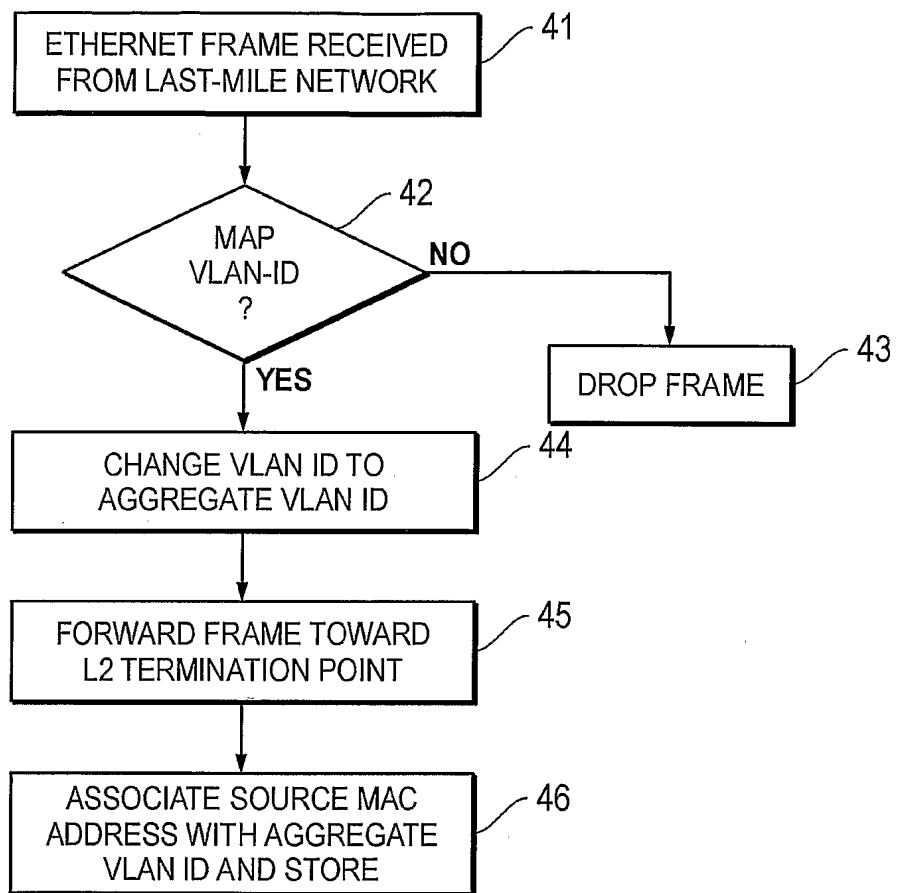 ETHERNET FRAME RECEIVED
FROM LAST-MILE NETWORK
41
MAP
VLAN-ID
?
42
NO
YES
DROP FRAME
43
CHANGE VLAN ID TO
AGGREGATE VLAN ID
44
FORWARD FRAME TOWARD
L2 TERMINATION POINT
45
ASSOCIATE SOURCE MAC
ADDRESS WITH AGGREGATE
VLAN ID AND STORE
46